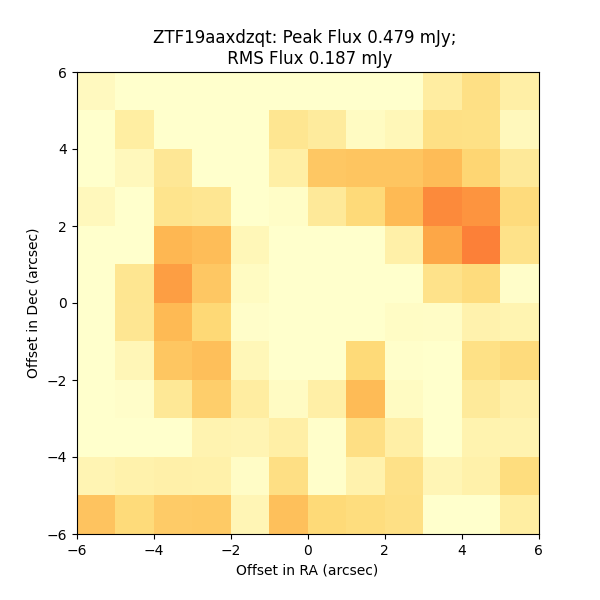 ZTF19aaxdzqt: Peak Flux 0.479 mJy;
RMS Flux 0.187 mJy
6
4
2
0
−2
−4
−6
Offset in Dec (arcsec)
−6 −4 −2 0 2 4 6
Offset in RA (arcsec)